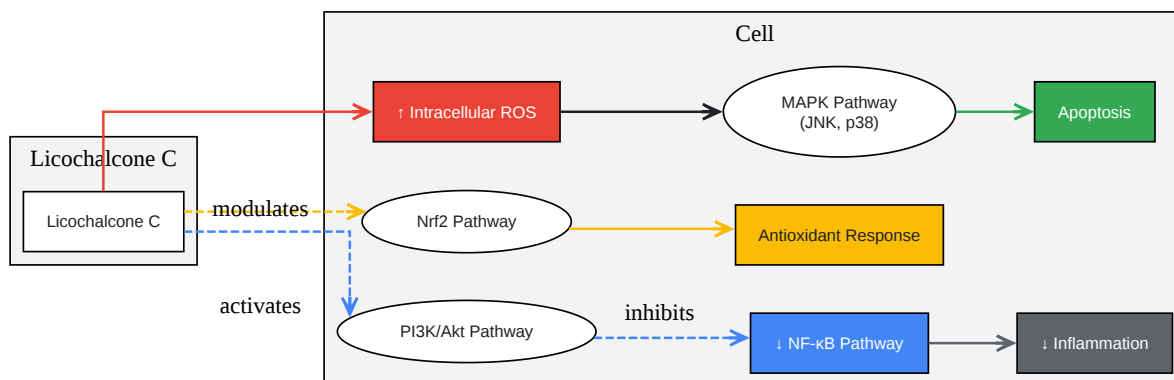 Cell
↑ Intracellular ROS
MAPK Pathway
(JNK, p38)
Apoptosis
Licochalcone C
Licochalcone C
modulates
Nrf2 Pathway
Antioxidant Response
activates
PI3K/Akt Pathway
inhibits
↓ NF-κB Pathway
↓ Inflammation